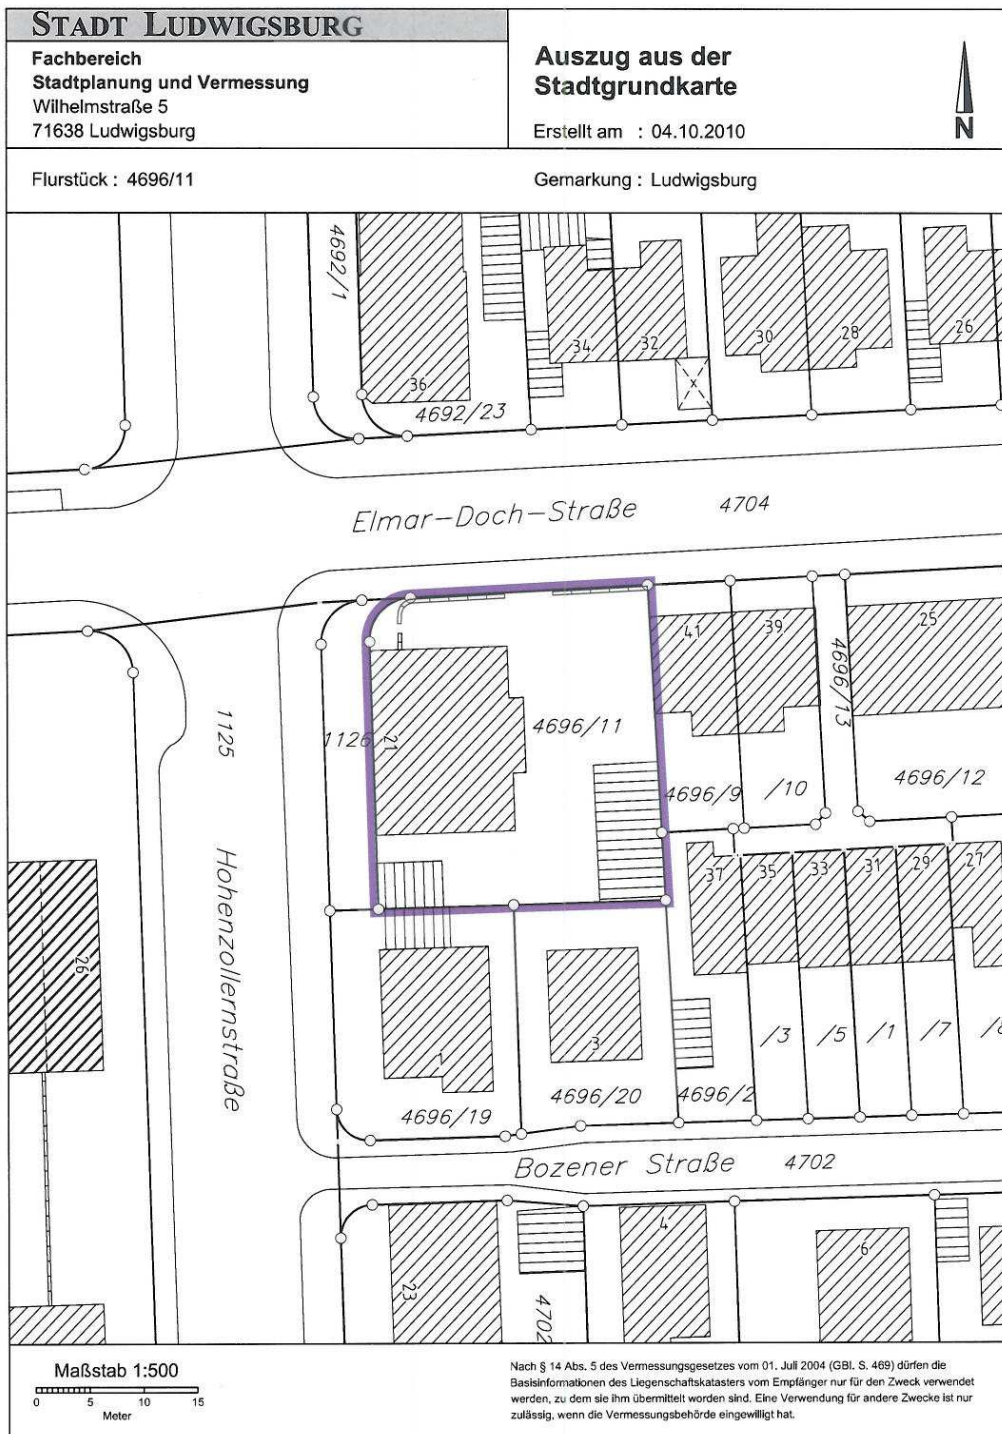 STADT LUDWIGSBURG
Fachbereich
Stadtplanung und Vermessung
Wilhelmstraße 5
71638 Ludwigsburg
Auszug aus der
Stadtgrundkarte
Erstellt am : 04.10.2010
N
Flurstück : 4696/11
Gemarkung : Ludwigsburg
4692/1
36
4692/23
34
32
30
28
26
x
Elmar-Doch-Straße
4704
41
39
25
4696/13
1125
1126
21
4696/11
4696/9
/10
4696/12
37
35
33
31
29
27
Hohenzollernstraße
26
1
3
/3
/5
/1
/7
4696/19
4696/20
4696/2
Bozener Straße
4702
4
6
23
4702
Maßstab 1:500
0 5 10 15
Meter
Nach § 14 Abs. 5 des Vermessungsgesetzes vom 01. Juli 2004 (GBl. S. 469) dürfen die
Basisinformationen des Liegenschaftskatasters vom Empfänger nur für den Zweck verwendet
werden, zu dem sie ihm übermittelt worden sind. Eine Verwendung für andere Zwecke ist nur
zulässig, wenn die Vermessungsbehörde eingewilligt hat.